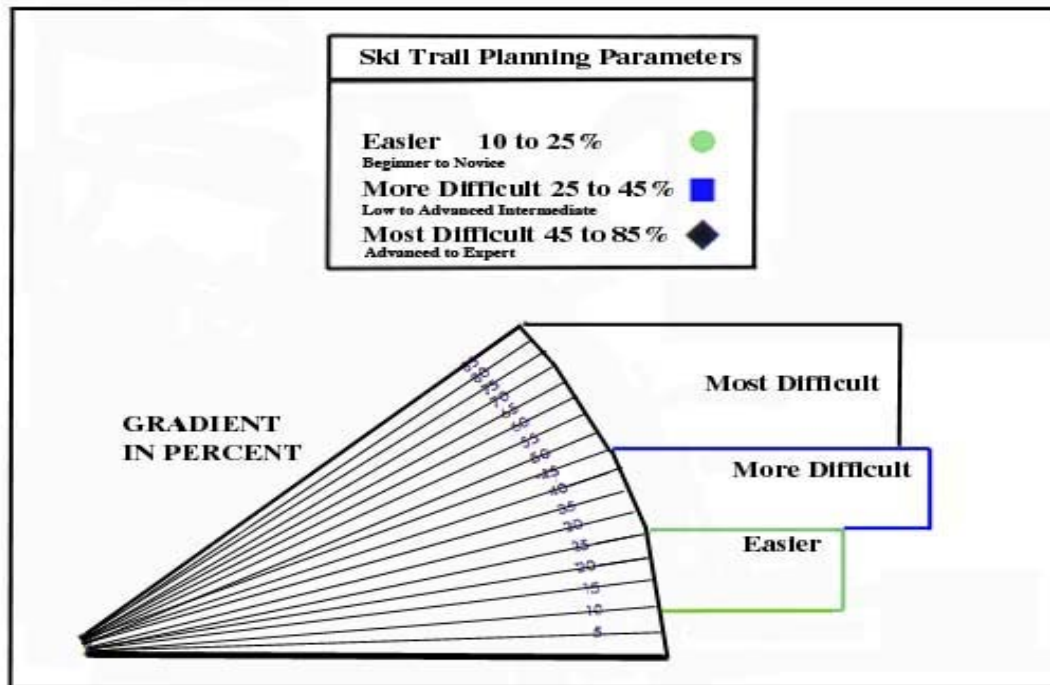 Ski Trail Planning Parameters
Easier 10 to 25%
Beginner to Novice
More Difficult 25 to 45%
Low to Advanced Intermediate
Most Difficult 45 to 85%
Advanced to Expert
GRADIENT
IN PERCENT
Most Difficult
More Difficult
Easier
50
45
40
35
30
25
20
15
10
5